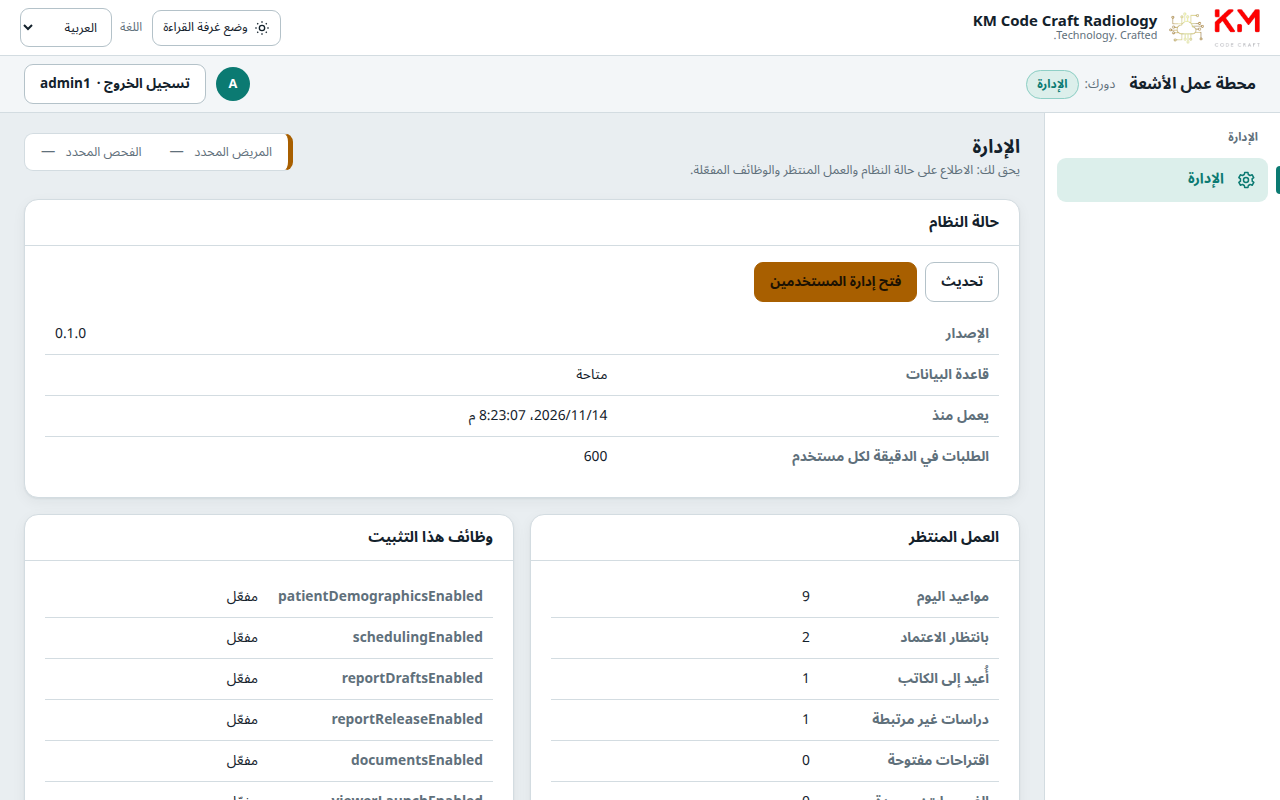 KM
CODE CRAFT
KM Code Craft Radiology
Technology. Crafted.
وضع غرفة القراءة
اللغة
العربية
محطة عمل الأشعة
دورك:
الإدارة
A
تسجيل الخروج · admin1
الإدارة
الإدارة
الإدارة
يحق لك: الاطلاع على حالة النظام والعمل المنتظر والوظائف المفعّلة.
المريض المحدد —
الفحص المحدد —
حالة النظام
تحديث
فتح إدارة المستخدمين
الإصدار 0.1.0
قاعدة البيانات متاحة
يعمل منذ 2026/11/14، 8:23:07 م
الطلبات في الدقيقة لكل مستخدم 600
العمل المنتظر
مواعيد اليوم 9
بانتظار الاعتماد 2
أُعيد إلى الكاتب 1
دراسات غير مرتبطة 1
اقتراحات مفتوحة 0
وظائف هذا التثبيت
patientDemographicsEnabled مفعّل
schedulingEnabled مفعّل
reportDraftsEnabled مفعّل
reportReleaseEnabled مفعّل
documentsEnabled مفعّل